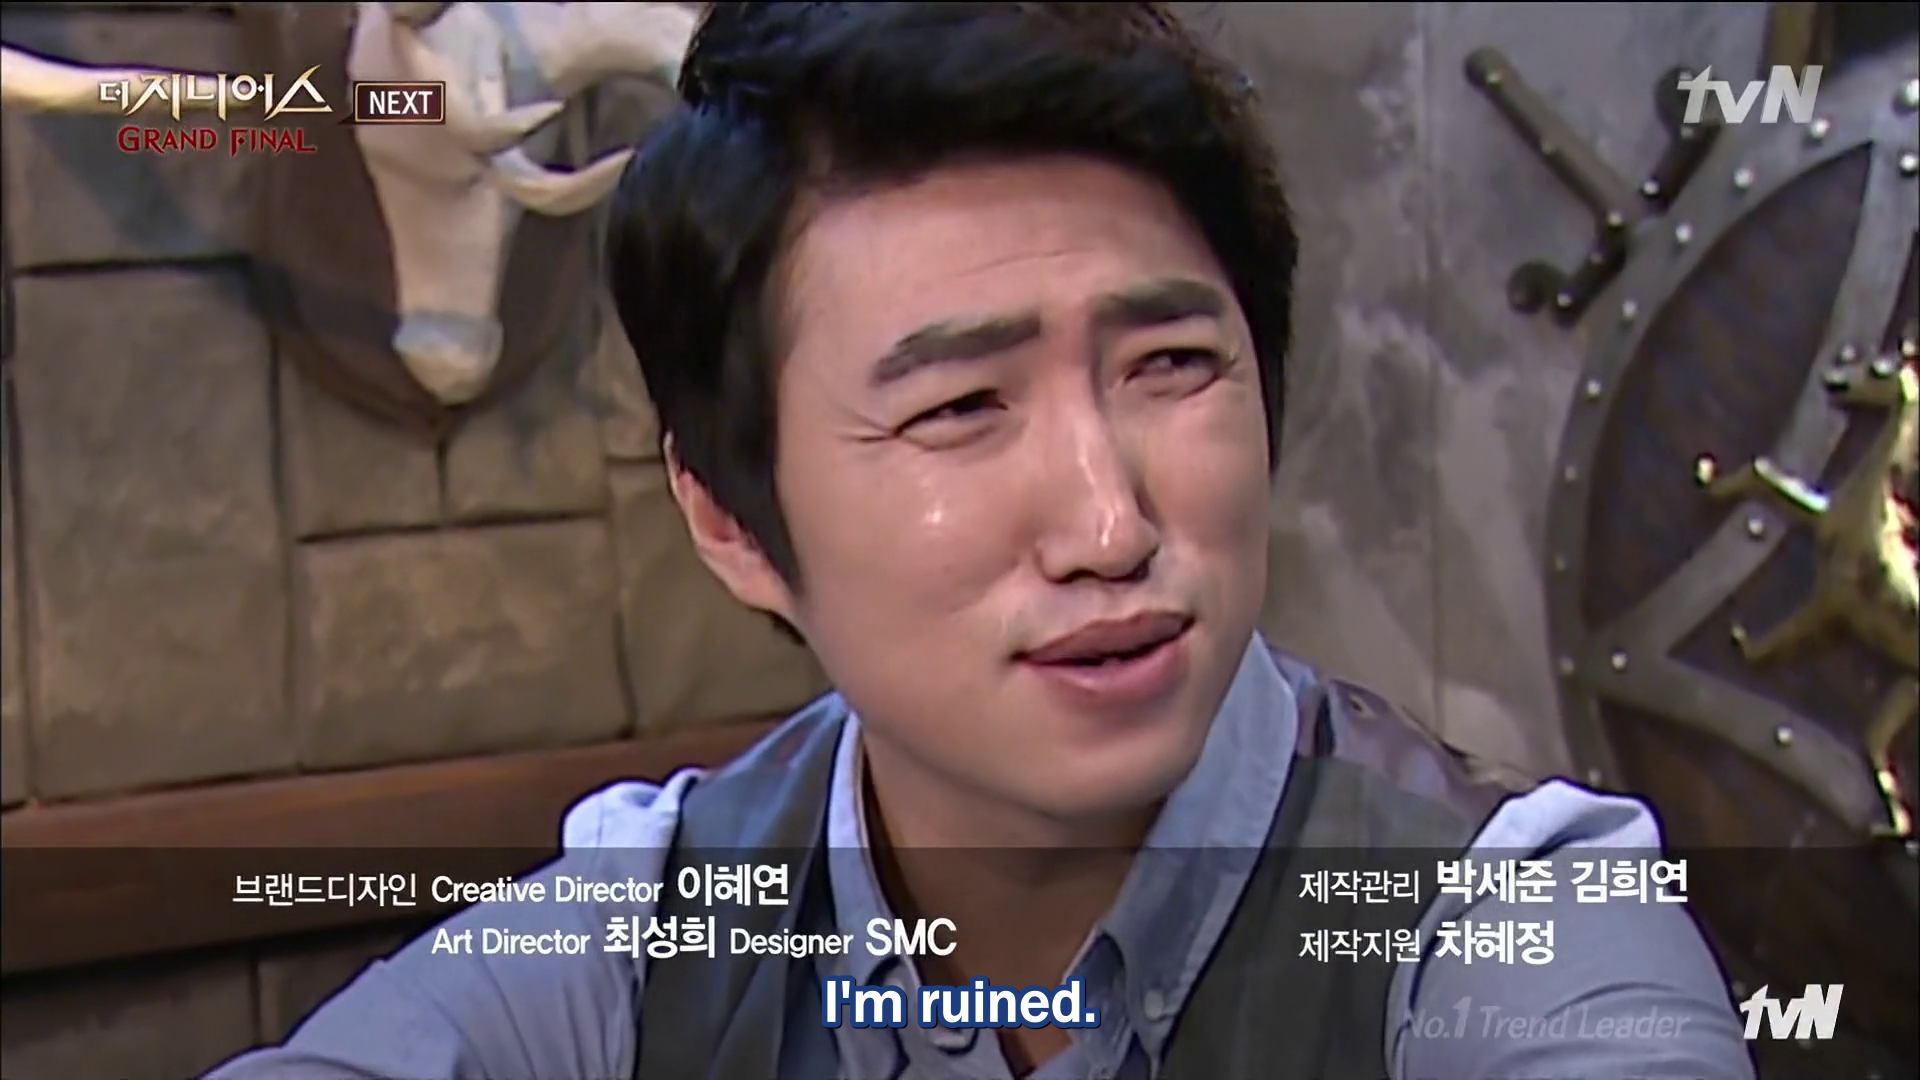 더 지니어스 NEXT
GRAND FINAL
tvN
브랜드디자인 Creative Director 이혜연
Art Director 최성희 Designer SMC
제작관리 박세준 김희연
제작지원 차혜정
I'm ruined.
No.1 Trend Leader tvN